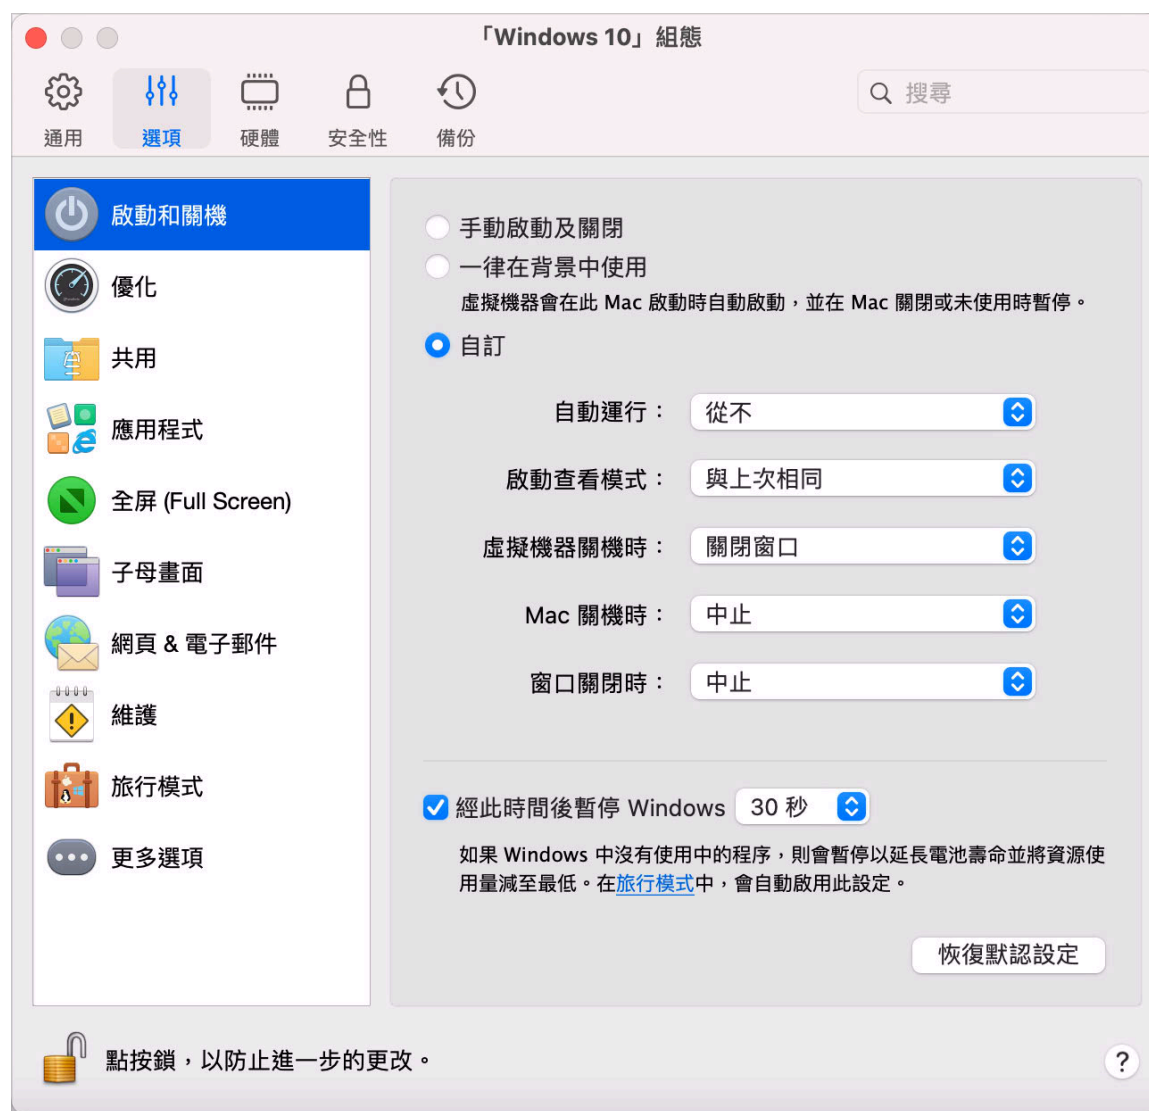 「Windows 10」組態
通用
選項
硬體
安全性
備份
搜尋
啟動和關機
優化
共用
應用程式
全屏 (Full Screen)
子母畫面
網頁 & 電子郵件
維護
旅行模式
更多選項
手動啟動及關閉
一律在背景中使用
虛擬機器會在此 Mac 啟動時自動啟動，並在 Mac 關閉或未使用時暫停。
自訂
自動運行： 從不
啟動查看模式： 與上次相同
虛擬機器關機時： 關閉窗口
Mac 關機時： 中止
窗口關閉時： 中止
經此時間後暫停 Windows 30 秒
如果 Windows 中沒有使用中的程序，則會暫停以延長電池壽命並將資源使
用量減至最低。在旅行模式中，會自動啟用此設定。
恢復默認設定
點按鎖，以防止進一步的更改。
?